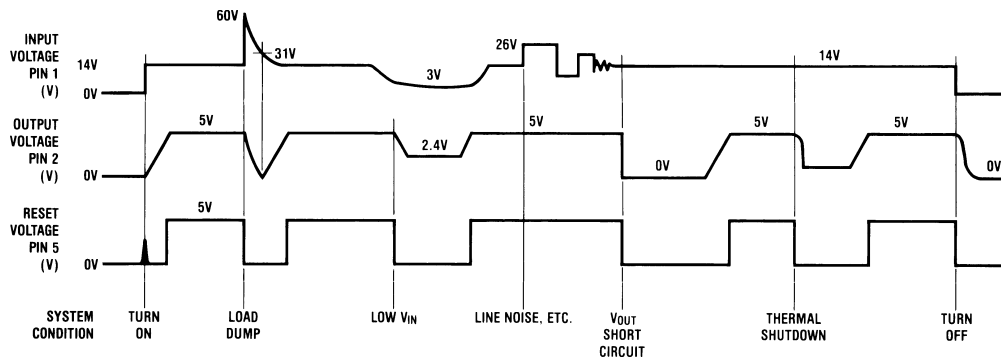 INPUT
VOLTAGE
PIN 1
(V)
60V
31V
14V
0V
3V
26V
14V
OUTPUT
VOLTAGE
PIN 2
(V)
0V
5V
2.4V
5V
0V
5V
5V
0V
RESET
VOLTAGE
PIN 5
(V)
0V
5V
SYSTEM
CONDITION
TURN
ON
LOAD
DUMP
LOW VIN
LINE NOISE, ETC.
VOUT
SHORT
CIRCUIT
THERMAL
SHUTDOWN
TURN
OFF